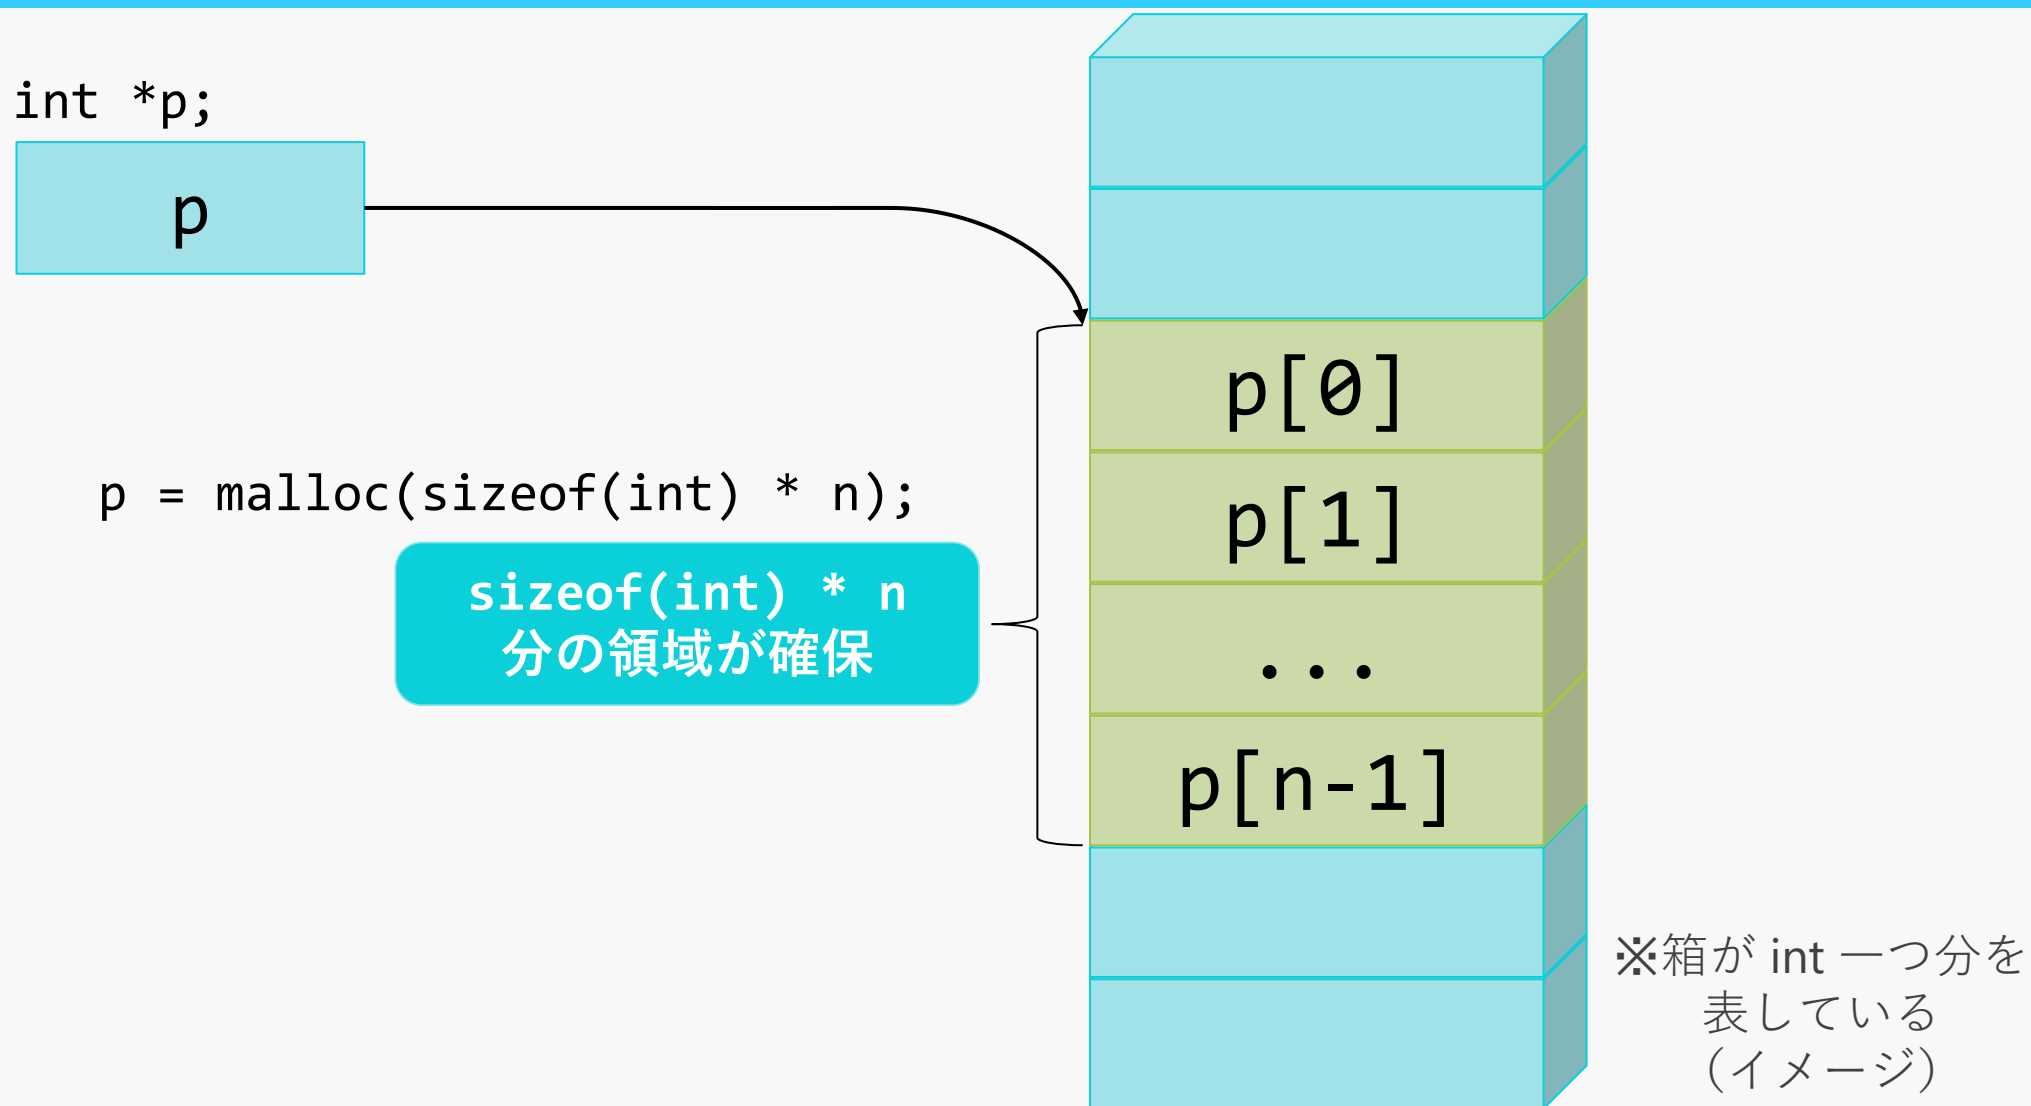 int *p;
p
p = malloc(sizeof(int) * n);
sizeof(int) * n
分の領域が確保
p[0]
p[1]
...
p[n-1]
※箱が int 一つ分を
表している
（イメージ）